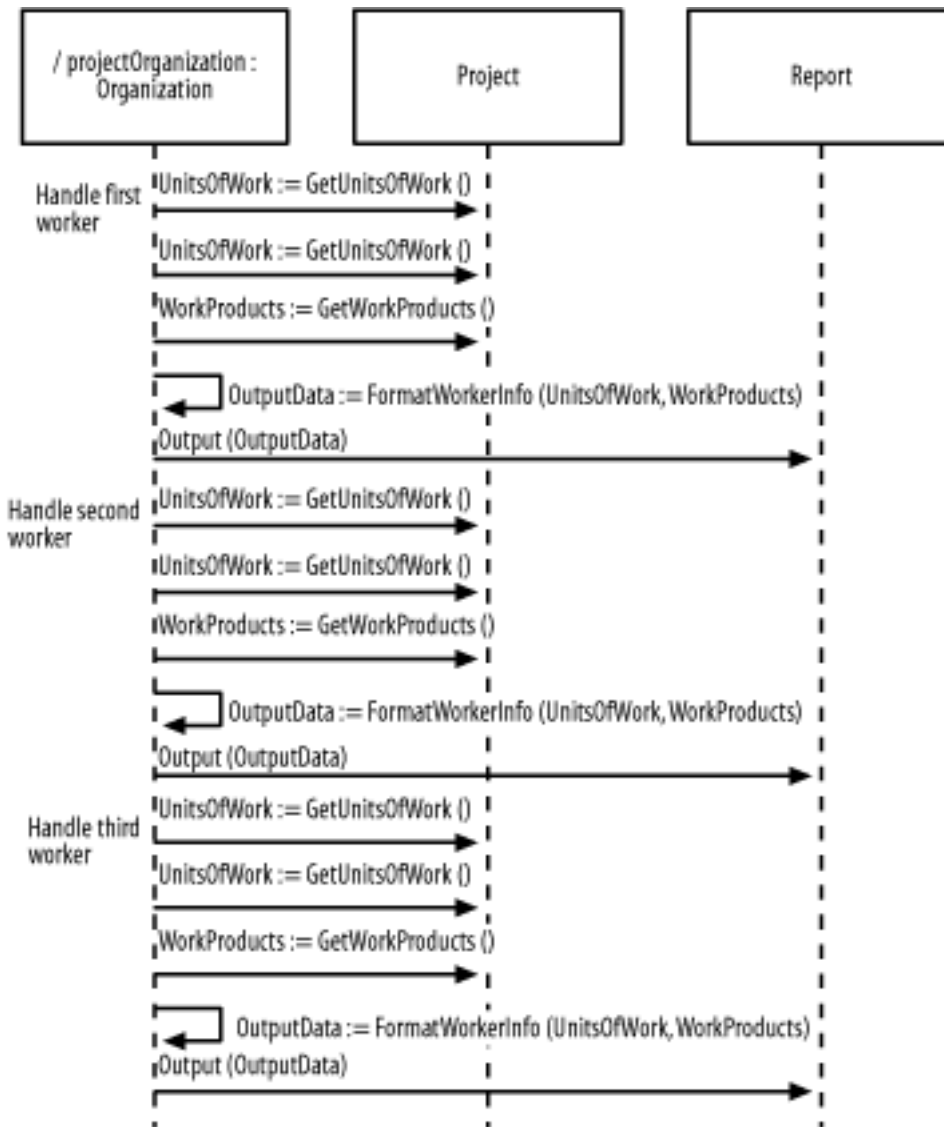 / projectOrganization :
Organization
Project
Report
Handle first
worker
UnitsOfWork := GetUnitsOfWork ()
UnitsOfWork := GetUnitsOfWork ()
WorkProducts := GetWorkProducts ()
OutputData := FormatWorkerInfo (UnitsOfWork, WorkProducts)
Output (OutputData)
Handle second
worker
UnitsOfWork := GetUnitsOfWork ()
UnitsOfWork := GetUnitsOfWork ()
WorkProducts := GetWorkProducts ()
OutputData := FormatWorkerInfo (UnitsOfWork, WorkProducts)
Output (OutputData)
Handle third
worker
UnitsOfWork := GetUnitsOfWork ()
UnitsOfWork := GetUnitsOfWork ()
WorkProducts := GetWorkProducts ()
OutputData := FormatWorkerInfo (UnitsOfWork, WorkProducts)
Output (OutputData)